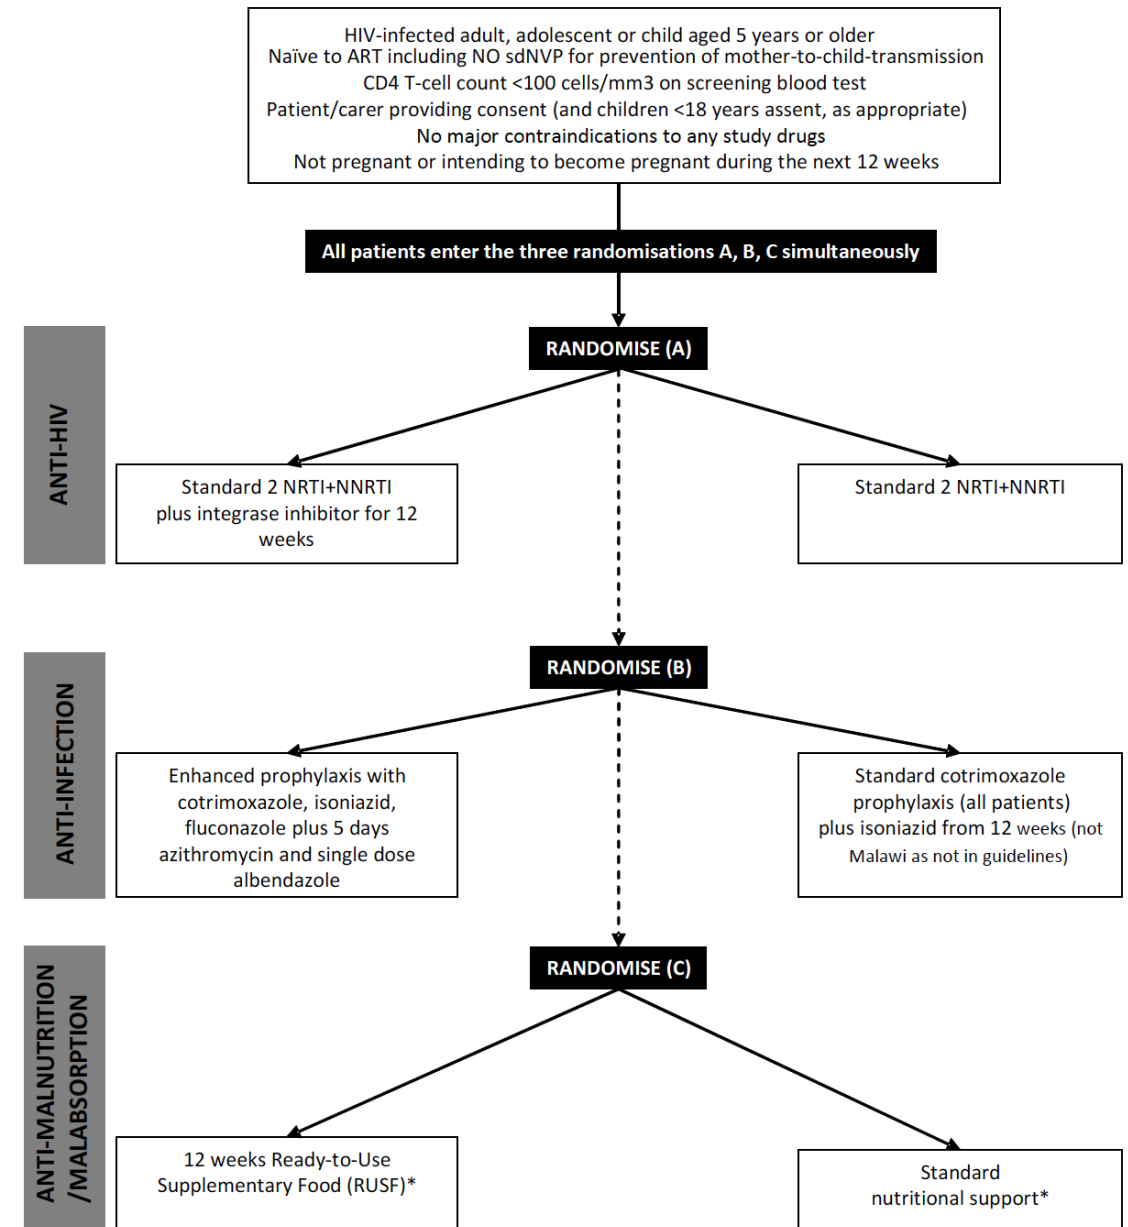 HIV-infected adult, adolescent or child aged 5 years or older
Naïve to ART including NO sdNVP for prevention of mother-to-child-transmission
CD4 T-cell count <100 cells/mm3 on screening blood test
Patient/carer providing consent (and children <18 years assent, as appropriate)
No major contraindications to any study drugs
Not pregnant or intending to become pregnant during the next 12 weeks
All patients enter the three randomisations A, B, C simultaneously
ANTI-HIV
RANDOMISE (A)
Standard 2 NRTI+NNRTI
plus integrase inhibitor for 12
weeks
Standard 2 NRTI+NNRTI
ANTI-INFECTION
RANDOMISE (B)
Enhanced prophylaxis with
cotrimoxazole, isoniazid,
fluconazole plus 5 days
azithromycin and single dose
albendazole
Standard cotrimoxazole
prophylaxis (all patients)
plus isoniazid from 12 weeks (not
Malawi as not in guidelines)
ANTI-MALNUTRITION
/MALABSORPTION
RANDOMISE (C)
12 weeks Ready-to-Use
Supplementary Food (RUSF)*
Standard
nutritional support*